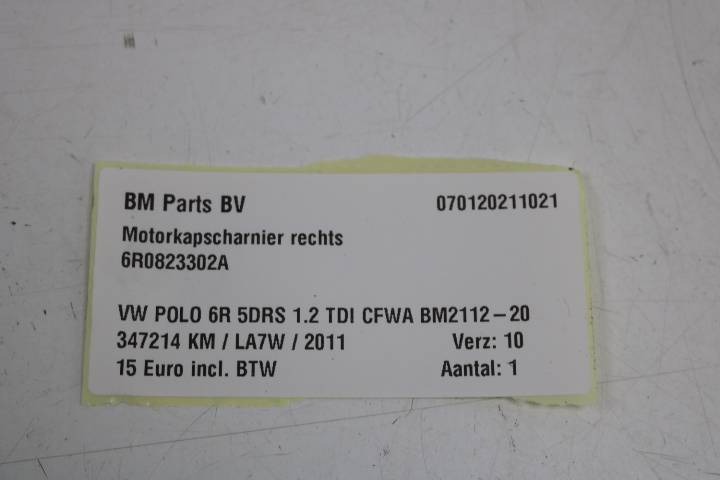 BM Parts BV 070120211021
Motorkapscharnier rechts
6R0823302A
VW POLO 6R 5DRS 1.2 TDI CFWA BM2112-20
347214 KM / LA7W / 2011 Verz: 10
15 Euro incl. BTW Aantal: 1